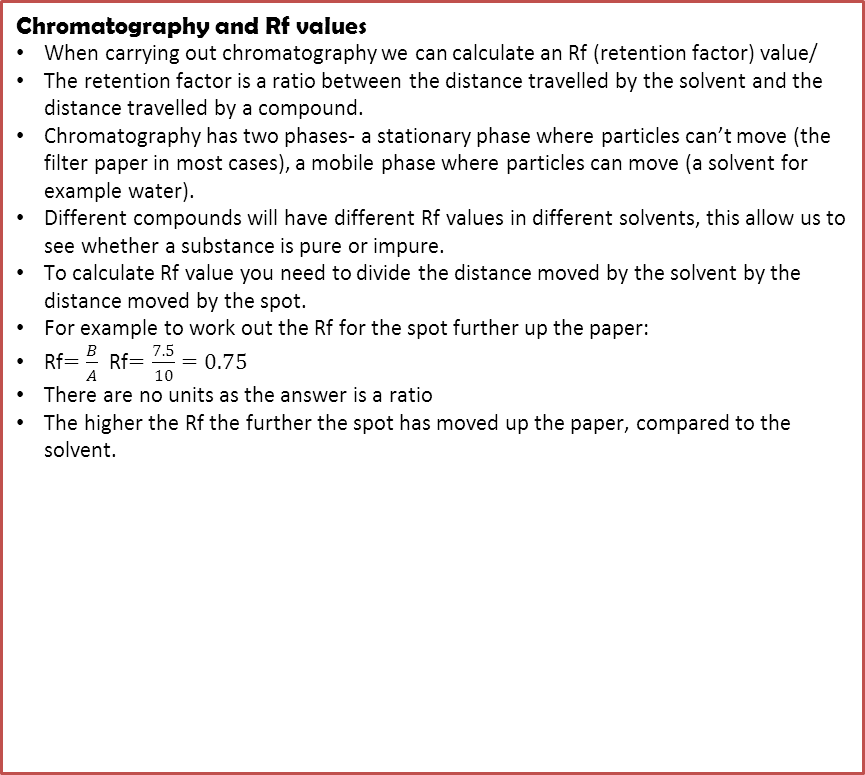 Chromatography and Rf values
• When carrying out chromatography we can calculate an Rf (retention factor) value/
• The retention factor is a ratio between the distance travelled by the solvent and the
distance travelled by a compound.
• Chromatography has two phases- a stationary phase where particles can’t move (the
filter paper in most cases), a mobile phase where particles can move (a solvent for
example water).
• Different compounds will have different Rf values in different solvents, this allow us to
see whether a substance is pure or impure.
• To calculate Rf value you need to divide the distance moved by the solvent by the
distance moved by the spot.
• For example to work out the Rf for the spot further up the paper:
• Rf= B/A Rf= 7.5/10 = 0.75
• There are no units as the answer is a ratio
• The higher the Rf the further the spot has moved up the paper, compared to the
solvent.